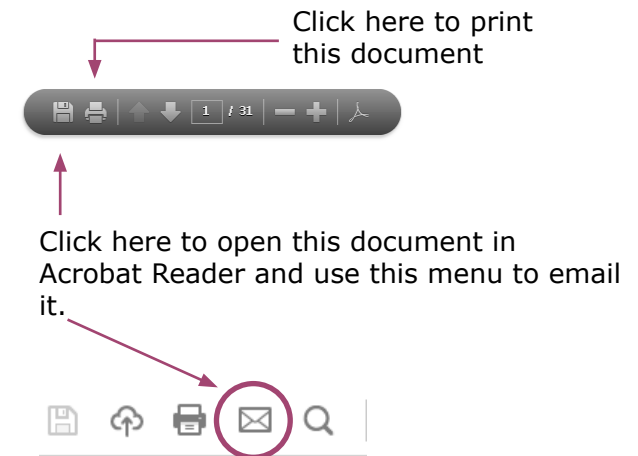 Click here to print
this document
1 / 31
Click here to open this document in
Acrobat Reader and use this menu to email
it.